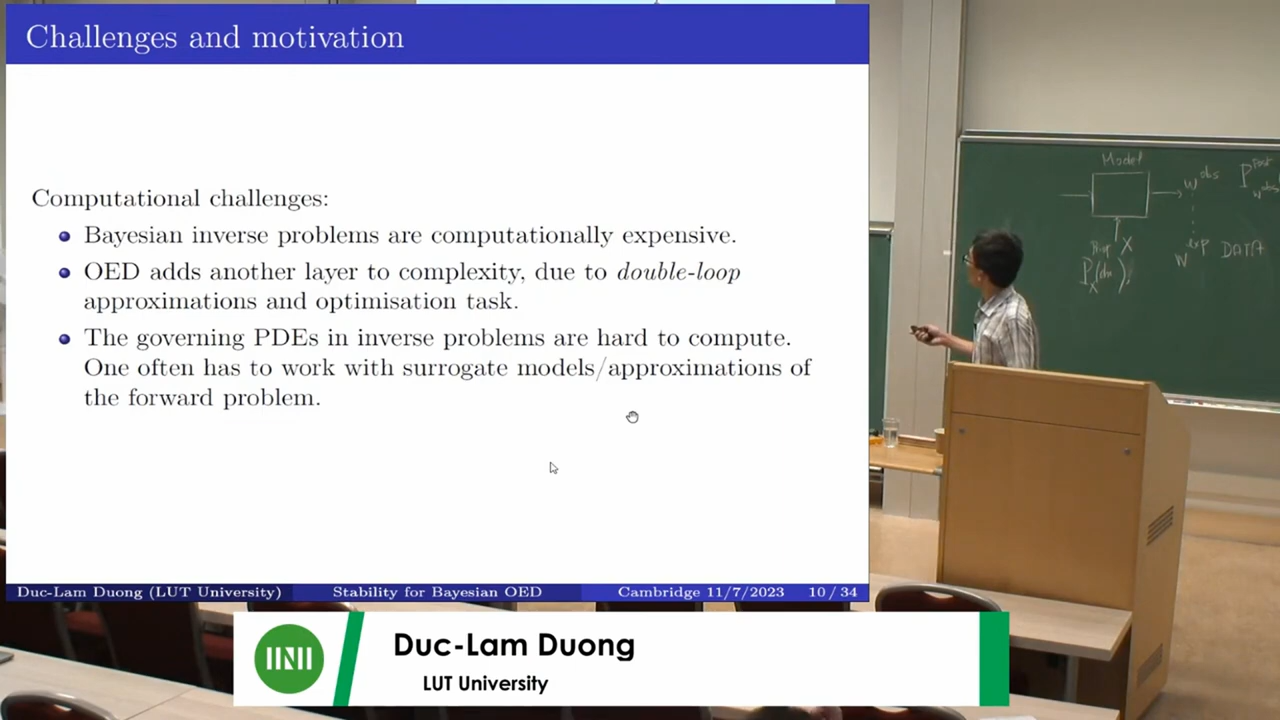 Challenges and motivation
Computational challenges:
Bayesian inverse problems are computationally expensive.
OED adds another layer to complexity, due to double-loop
approximations and optimisation task.
The governing PDEs in inverse problems are hard to compute.
One often has to work with surrogate models/approximations of
the forward problem.
Duc-Lam Duong (LUT University) Stability for Bayesian OED Cambridge 11/7/2023 10 / 34
Model
w^obs
X
w^exp DATA
Duc-Lam Duong
LUT University